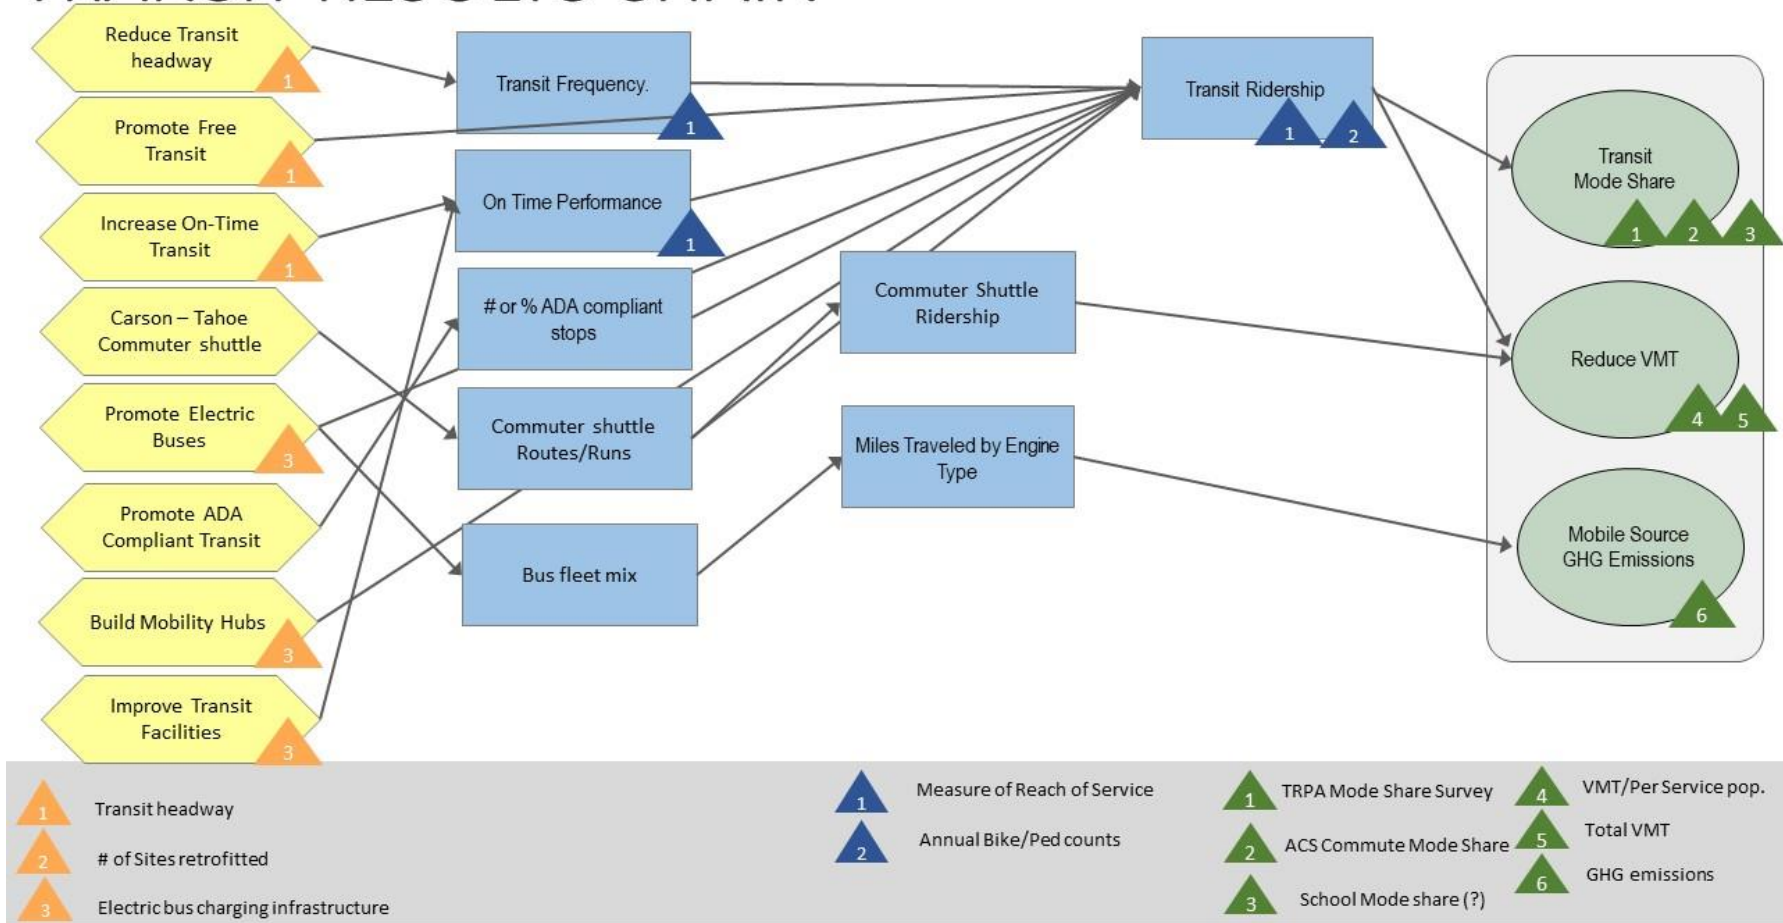 Reduce Transit
headway
1
Promote Free
Transit
1
Increase On-Time
Transit
1
Carson – Tahoe
Commuter shuttle
Promote Electric
Buses
3
Promote ADA
Compliant Transit
Build Mobility Hubs
3
Improve Transit
Facilities
3
Transit Frequency.
1
On Time Performance
1
# or % ADA compliant
stops
Commuter shuttle
Routes/Runs
Bus fleet mix
Commuter Shuttle
Ridership
Miles Traveled by Engine
Type
Transit Ridership
1 2
Transit
Mode Share
1 2 3
Reduce VMT
4 5
Mobile Source
GHG Emissions
6
1 Transit headway
2 # of Sites retrofitted
3 Electric bus charging infrastructure
1 Measure of Reach of Service
2 Annual Bike/Ped counts
1 TRPA Mode Share Survey
2 ACS Commute Mode Share
3 School Mode share (?)
4 VMT/Per Service pop.
5 Total VMT
6 GHG emissions